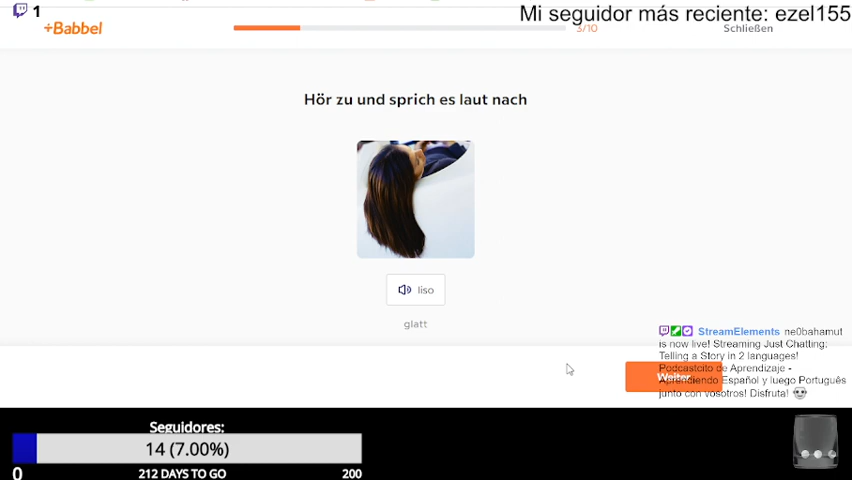 1
Mi seguidor más reciente: ezel155
÷Babbel
3/10
Schließen
Hör zu und sprich es laut nach
liso
glatt
StreamElements ne0bahamut
is now live! Streaming Just Chatting:
Telling a Story in 2 languages!
Podcastcito de Aprendizaje -
Weiter
Aprendiendo Español y luego Português
junto con vosotros! Disfruta!
Seguidores:
14 (7.00%)
0
212 DAYS TO GO
200